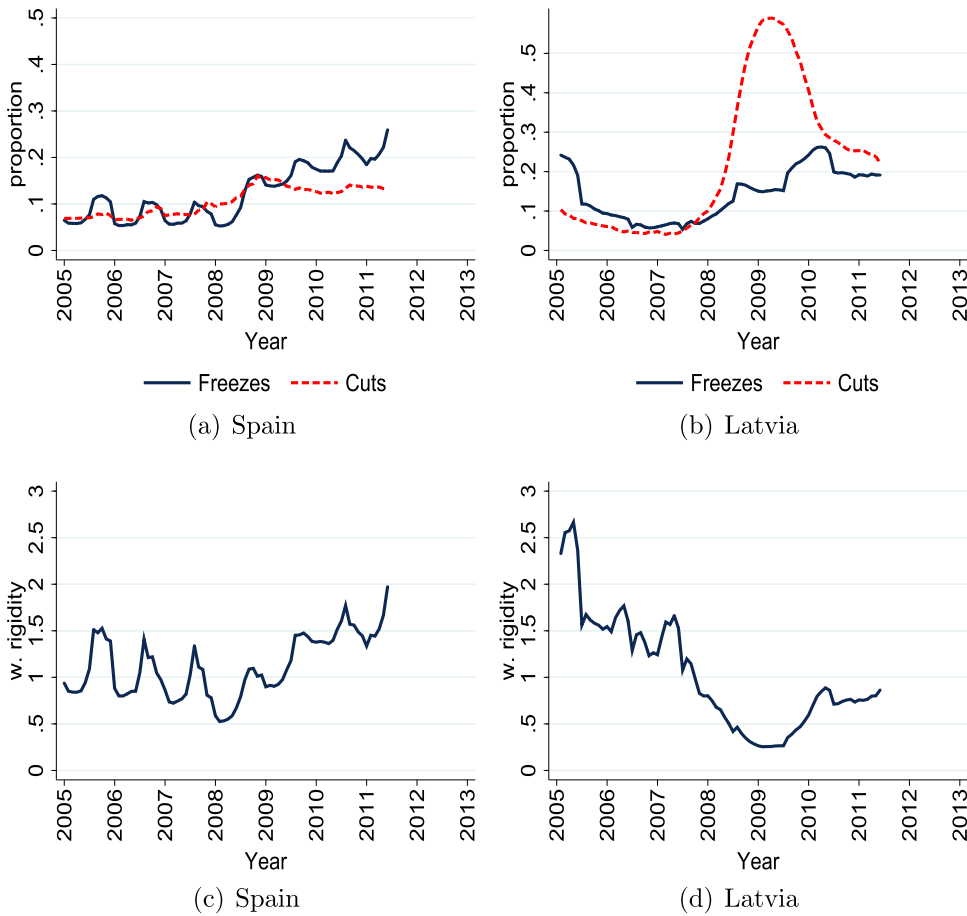 proportion
0 .1 .2 .3 .4 .5
2005 2006 2007 2008 2009 2010 2011 2012 2013
Year
Freezes Cuts
(a) Spain
proportion
0 .1 .2 .3 .4 .5
2005 2006 2007 2008 2009 2010 2011 2012 2013
Year
Freezes Cuts
(b) Latvia
w. rigidity
0 .5 1 1.5 2 2.5 3
2005 2006 2007 2008 2009 2010 2011 2012 2013
Year
(c) Spain
w. rigidity
0 .5 1 1.5 2 2.5 3
2005 2006 2007 2008 2009 2010 2011 2012 2013
Year
(d) Latvia